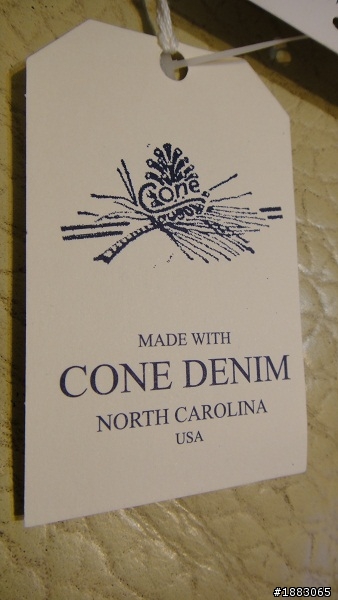 Cone
MADE WITH
CONE DENIM
NORTH CAROLINA
USA
#1883065